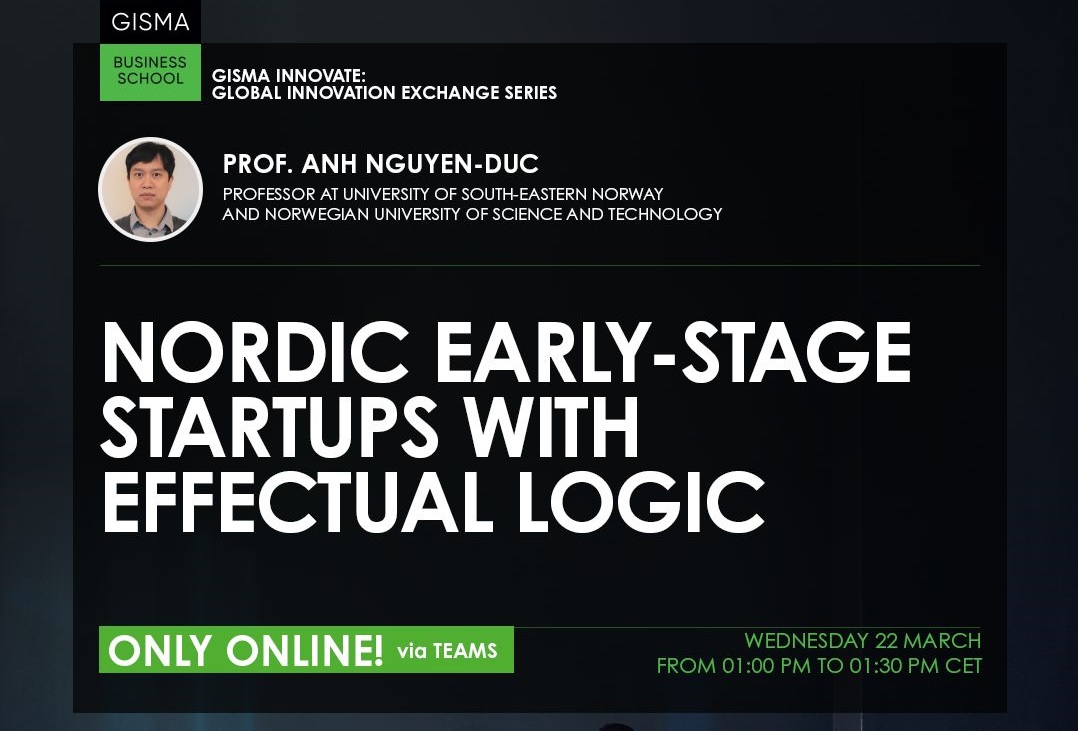 GISMA
BUSINESS
SCHOOL
GISMA INNOVATE:
GLOBAL INNOVATION EXCHANGE SERIES
PROF. ANH NGUYEN-DUC
PROFESSOR AT UNIVERSITY OF SOUTH-EASTERN NORWAY
AND NORWEGIAN UNIVERSITY OF SCIENCE AND TECHNOLOGY
NORDIC EARLY-STAGE
STARTUPS WITH
EFFECTUAL LOGIC
ONLY ONLINE! via TEAMS
WEDNESDAY 22 MARCH
FROM 01:00 PM TO 01:30 PM CET